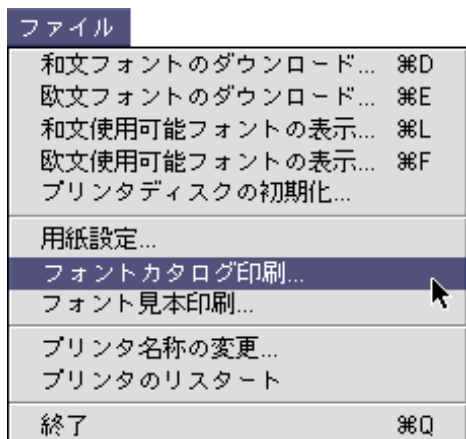 ファイル
和文フォントのダウンロード... ⌘D
欧文フォントのダウンロード... ⌘E
和文使用可能フォントの表示... ⌘L
欧文使用可能フォントの表示... ⌘F
プリンタディスクの初期化...
用紙設定...
フォントカタログ印刷...
フォント見本印刷...
プリンタ名称の変更...
プリンタのリスタート
終了 ⌘Q